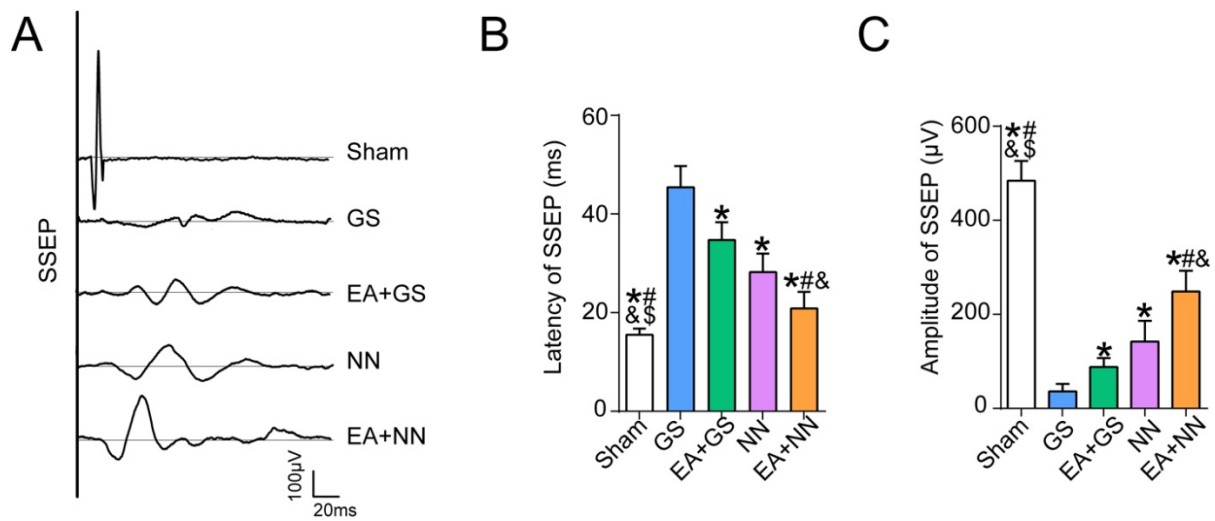 A
SSEP
Sham
GS
EA+GS
NN
EA+NN
100μV
20ms
B
Latency of SSEP (ms)
60
40
20
0
*#
&$
*
*
*#&
Sham
GS
EA+GS
NN
EA+NN
C
Amplitude of SSEP (μV)
600
400
200
0
*#
&$
*
*
*#&
Sham
GS
EA+GS
NN
EA+NN